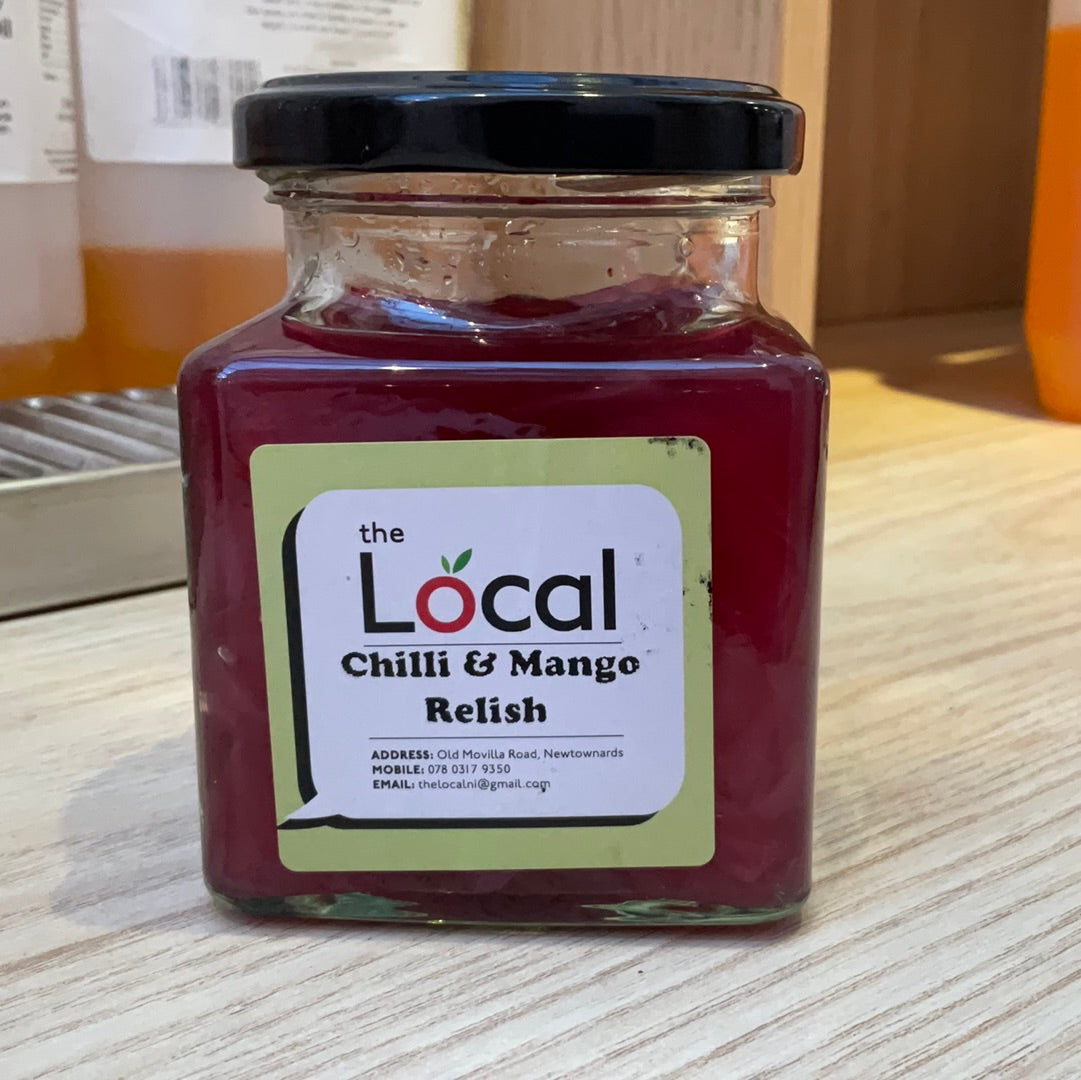 the
Local
Chilli & Mango
Relish
ADDRESS: Old Movilla Road, Newtownards
MOBILE: 078 0317 9350
EMAIL: thelocalni@gmail.com